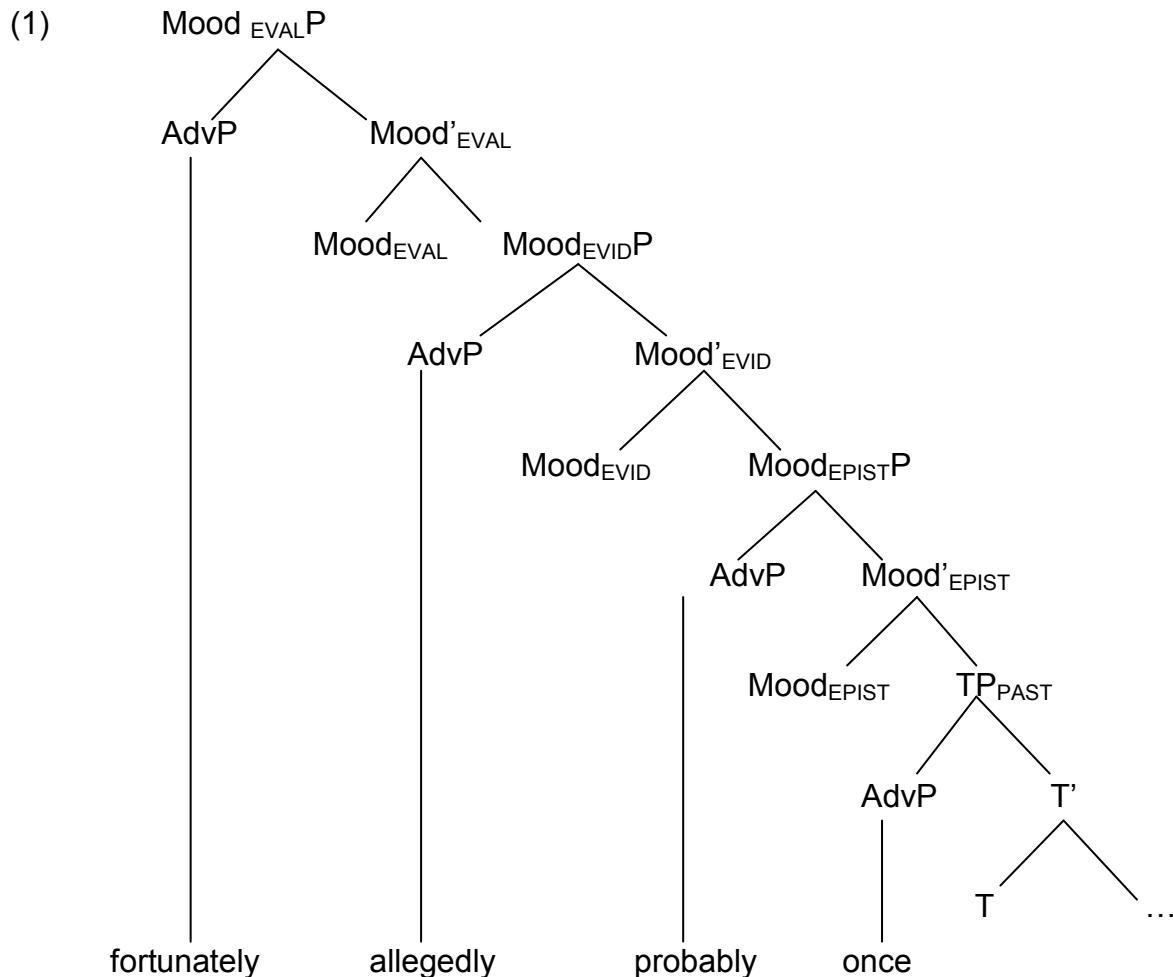 (1) Mood EVALP
AdvP Mood’EVAL
MoodEVAL MoodEVIDP
AdvP Mood’EVID
MoodEVID MoodEPISTP
AdvP Mood’EPIST
MoodEPIST TPPAST
AdvP T’
T …
fortunately allegedly probably once